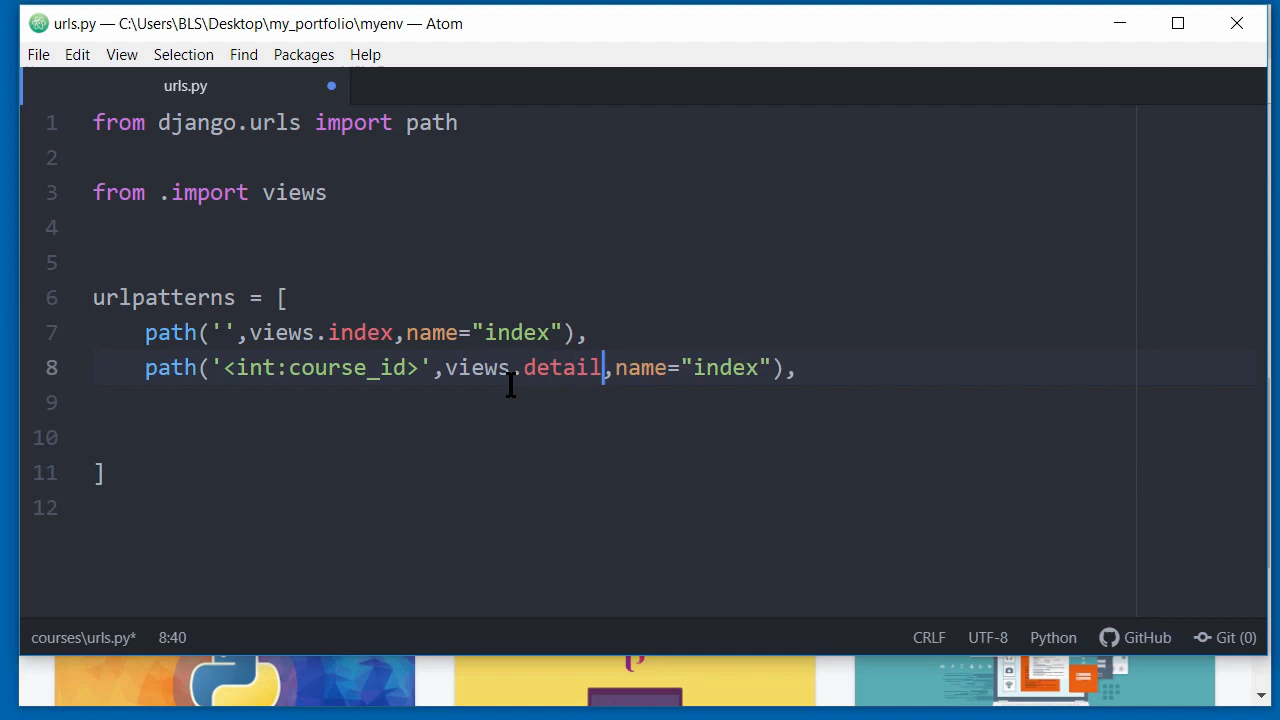 urls.py — C:\Users\BLS\Desktop\my_portfolio\myenv — Atom
File Edit View Selection Find Packages Help
urls.py
1 from django.urls import path
2
3 from .import views
4
5
6 urlpatterns = [
7     path('',views.index,name="index"),
8     path('<int:course_id>',views.detail,name="index"),
9
10
11 ]
12
courses\urls.py* 8:40 CRLF UTF-8 Python GitHub Git (0)